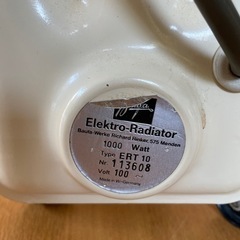 Elektro-Radiator
Bauta-Werke Richard Rinker, 575 Menden
1000 Watt
Type ERT 10
Nr. 113608
Volt 100
Made in W.-Germany